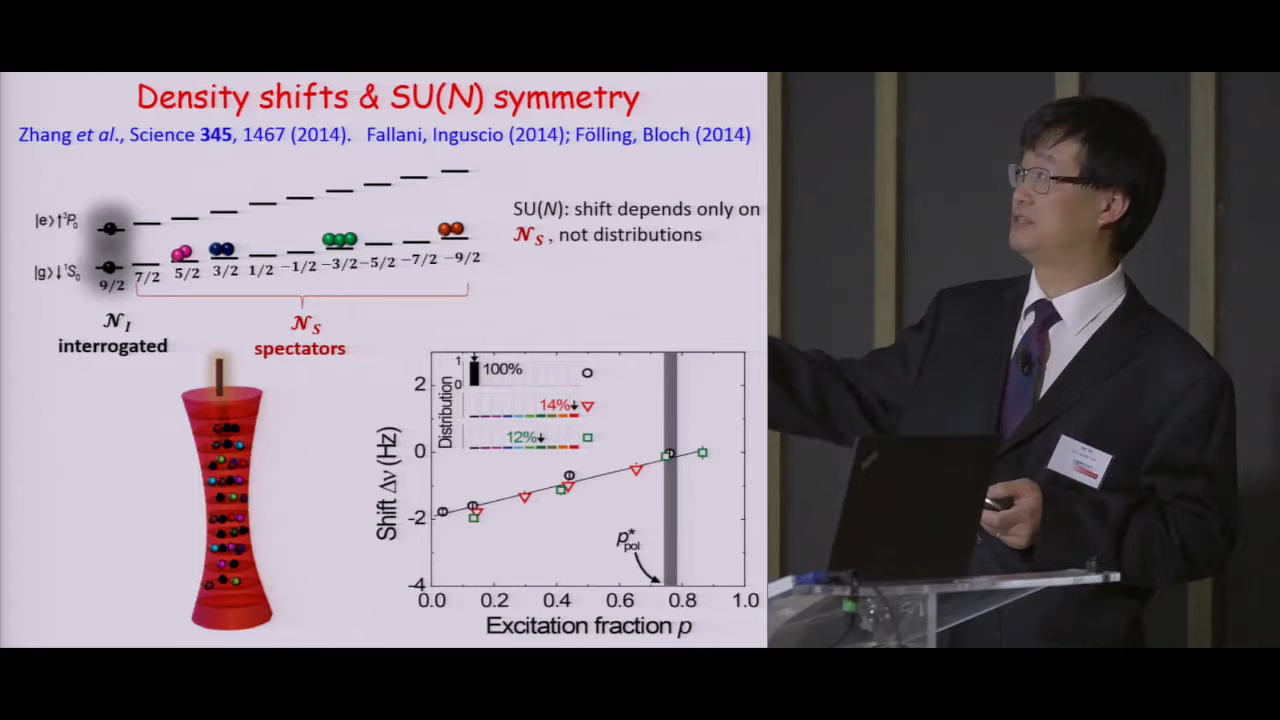 Density shifts & SU(N) symmetry
Zhang et al., Science 345, 1467 (2014). Fallani, Inguscio (2014); Fölling, Bloch (2014)
|e⟩↑³P₀
|g⟩↓¹S₀
9/2 7/2 5/2 3/2 1/2 −1/2 −3/2 −5/2 −7/2 −9/2
SU(N): shift depends only on
𝒩_S, not distributions
𝒩_I
interrogated
𝒩_S
spectators
Distribution
1
0
100%
14%
12%
Shift Δν (Hz)
2
0
-2
-4
p*pol
0.0 0.2 0.4 0.6 0.8 1.0
Excitation fraction p